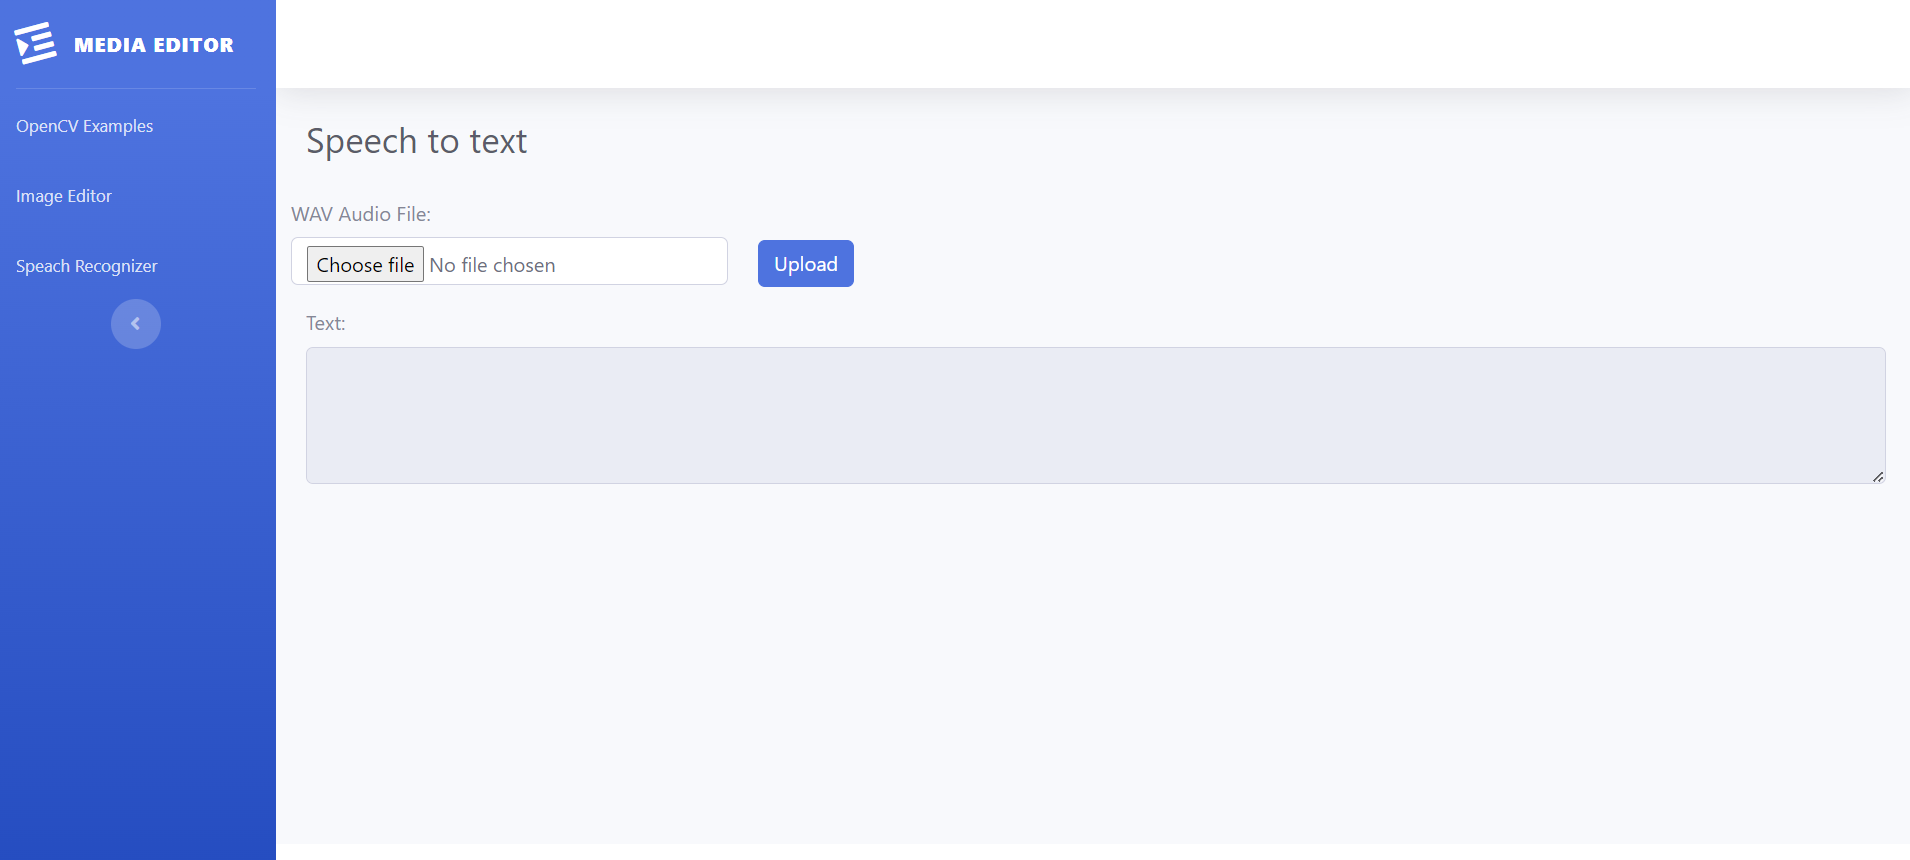 MEDIA EDITOR
OpenCV Examples
Image Editor
Speach Recognizer
Speech to text
WAV Audio File:
Choose file No file chosen
Upload
Text: